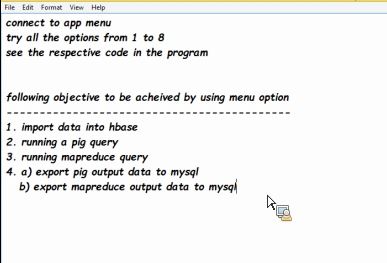 File Edit Format View Help
connect to app menu
try all the options from 1 to 8
see the respective code in the program
following objective to be acheived by using menu option
------------------------------------------
1. import data into hbase
2. running a pig query
3. running mapreduce query
4. a) export pig output data to mysql
b) export mapreduce output data to mysql